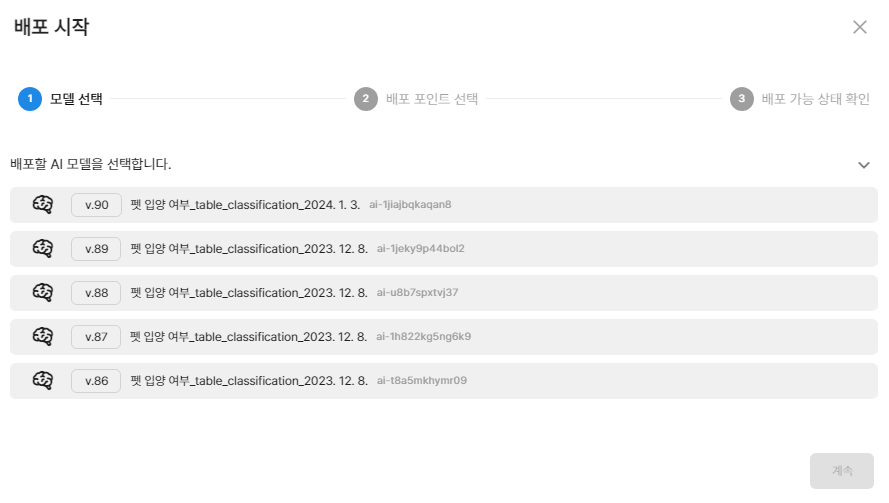 배포 시작
1 모델 선택 2 배포 포인트 선택 3 배포 가능 상태 확인
배포할 AI 모델을 선택합니다.
v.90 펫 입양 여부_table_classification_2024. 1. 3. ai-1jiajbqkaqan8
v.89 펫 입양 여부_table_classification_2023. 12. 8. ai-1jeky9p44bol2
v.88 펫 입양 여부_table_classification_2023. 12. 8. ai-u8b7spxtvj37
v.87 펫 입양 여부_table_classification_2023. 12. 8. ai-1h822kg5ng6k9
v.86 펫 입양 여부_table_classification_2023. 12. 8. ai-t8a5mkhymr09
계속